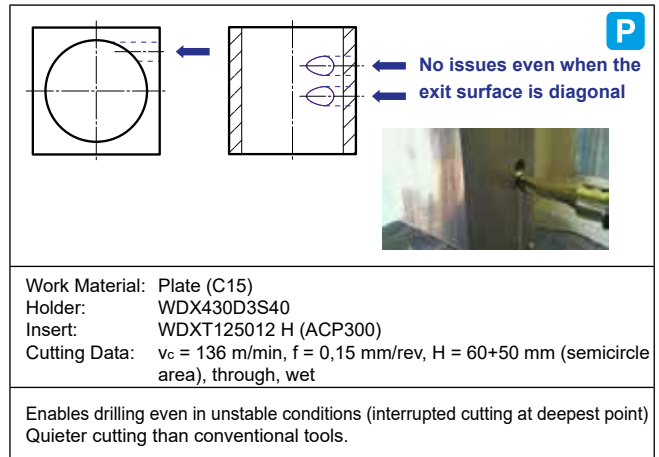 P
No issues even when the
exit surface is diagonal
Work Material: Plate (C15)
Holder: WDX430D3S40
Insert: WDXT125012 H (ACP300)
Cutting Data: vc = 136 m/min, f = 0,15 mm/rev, H = 60+50 mm (semicircle
area), through, wet
Enables drilling even in unstable conditions (interrupted cutting at deepest point)
Quieter cutting than conventional tools.